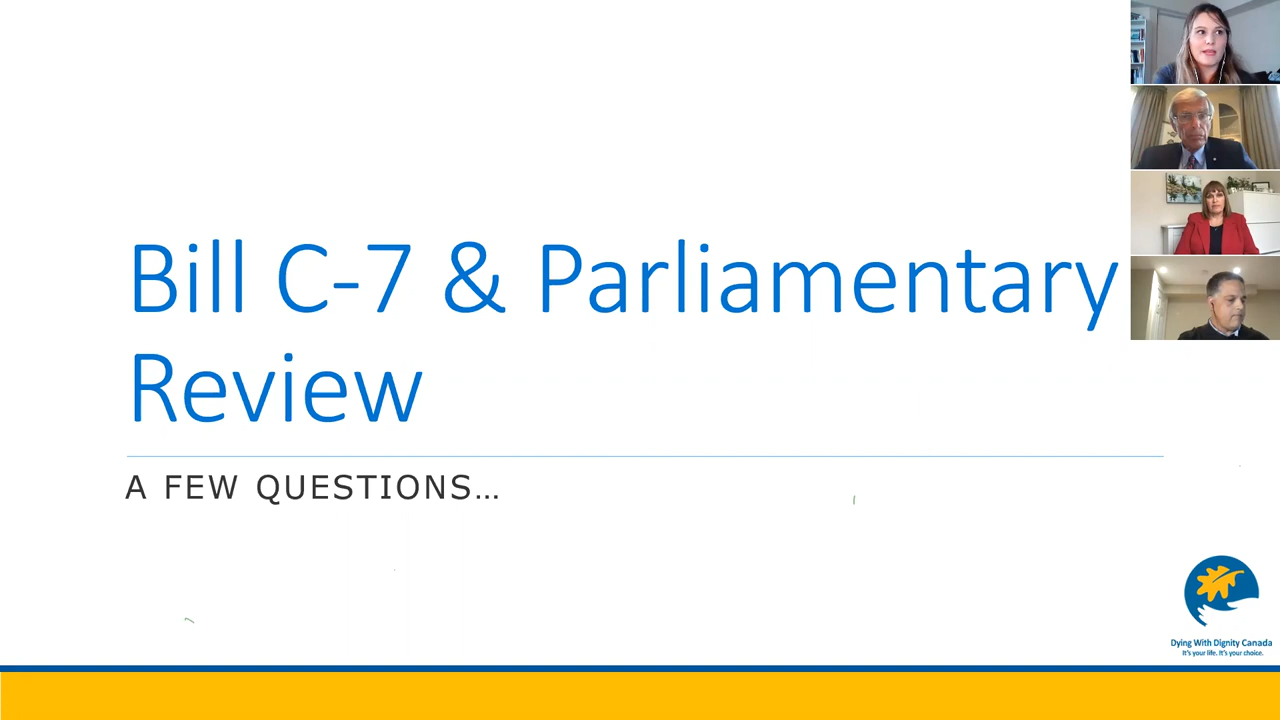 Bill C-7 & Parliamentary
Review
A FEW QUESTIONS…
Dying With Dignity Canada
It's your life. It's your choice.